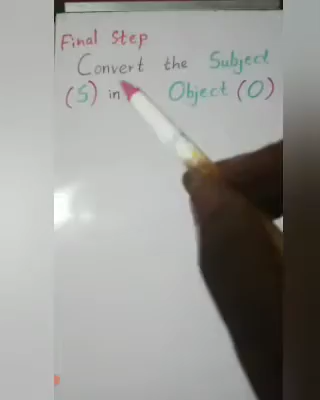 Final Step
Convert the Subject
(S) in Object (O)